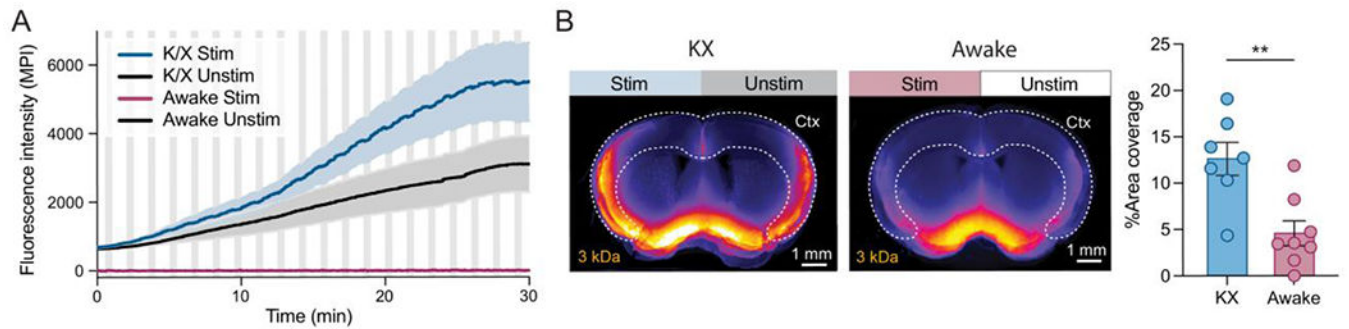 A
Fluorescence intensity (MPI)
6000
4000
2000
0
K/X Stim
K/X Unstim
Awake Stim
Awake Unstim
0
10
20
30
Time (min)
B
KX
Stim
Unstim
Ctx
3 kDa
1 mm
Awake
Stim
Unstim
Ctx
3 kDa
1 mm
%Area coverage
25
20
15
10
5
0
**
KX
Awake